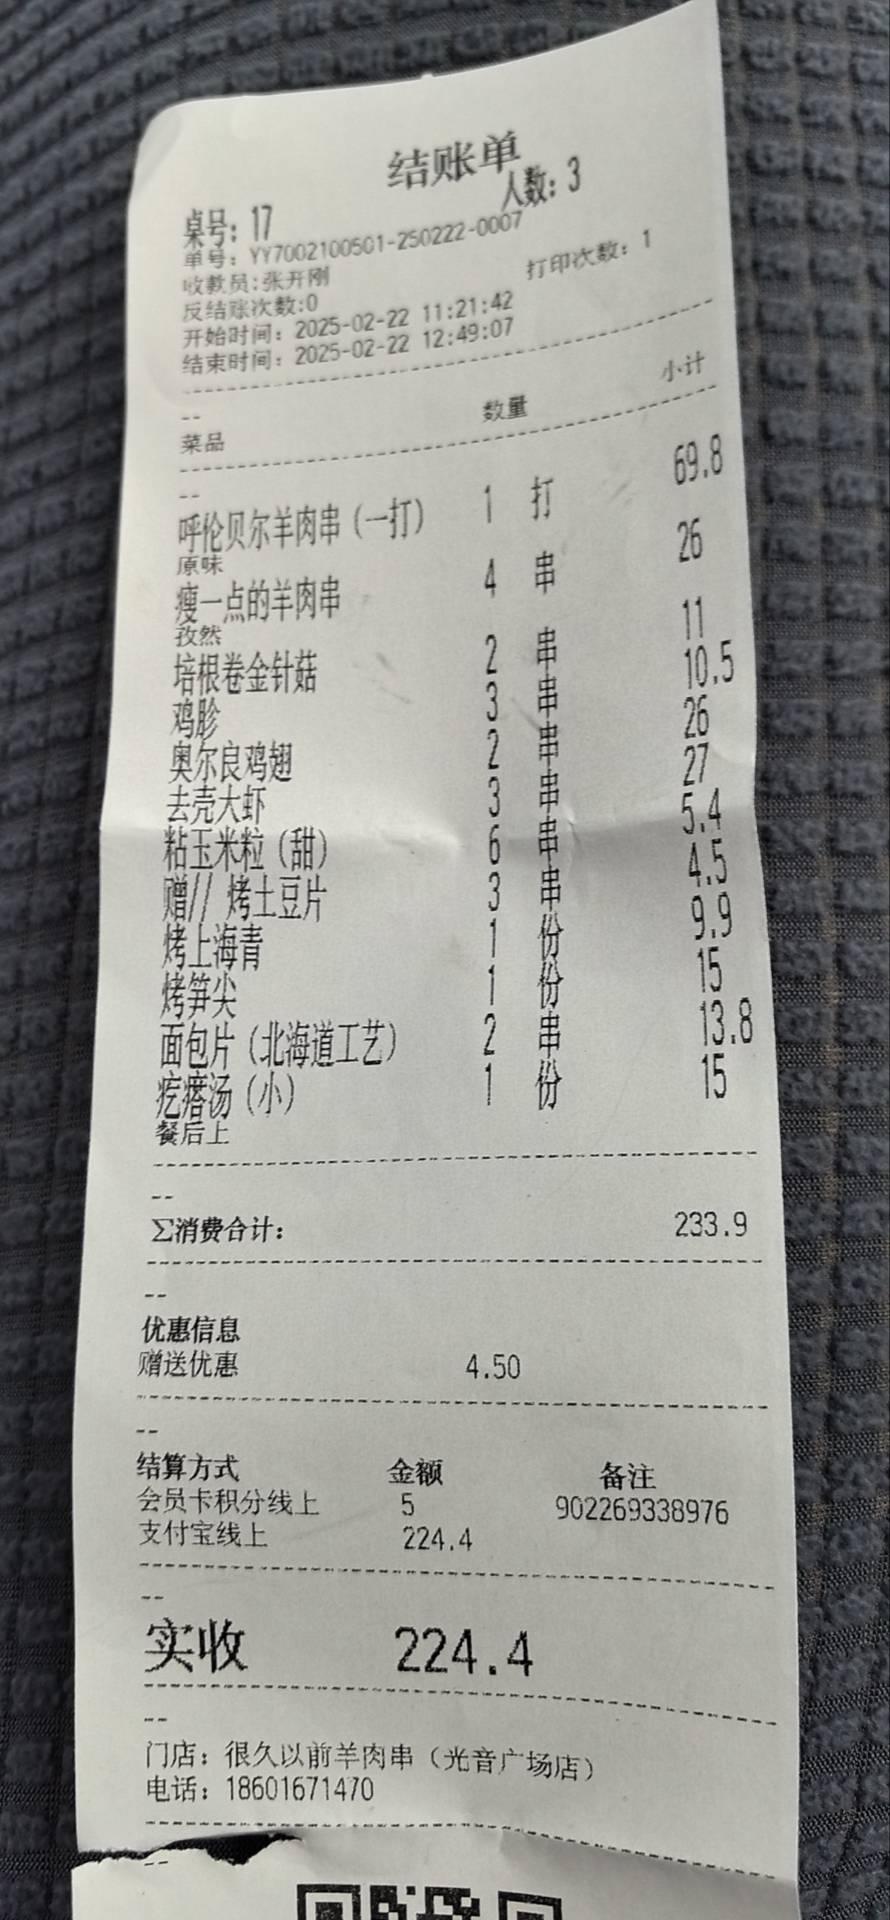 结账单
桌号: 17 人数: 3
单号: YY7002100501-250222-0007
收款员:张开刚 打印次数: 1
反结账次数:0
开始时间: 2025-02-22 11:21:42
结束时间: 2025-02-22 12:49:07
--
菜品 数量 小计
--
呼伦贝尔羊肉串(一打) 1 打 69.8
原味
瘦一点的羊肉串 4 串 26
孜然
培根卷金针菇 2 串 11
鸡胗 3 串 10.5
奥尔良鸡翅 2 串 26
去壳大虾 3 串 27
粘玉米粒(甜) 6 串 5.4
赠// 烤土豆片 3 串 4.5
烤上海青 1 份 9.9
烤笋尖 1 份 15
面包片(北海道工艺) 2 串 13.8
疙瘩汤(小) 1 份 15
餐后上
--
∑消费合计: 233.9
--
优惠信息
赠送优惠 4.50
--
结算方式 金额 备注
会员卡积分线上 5 902269338976
支付宝线上 224.4
--
实收 224.4
--
门店: 很久以前羊肉串(光音广场店)
电话: 18601671470
--